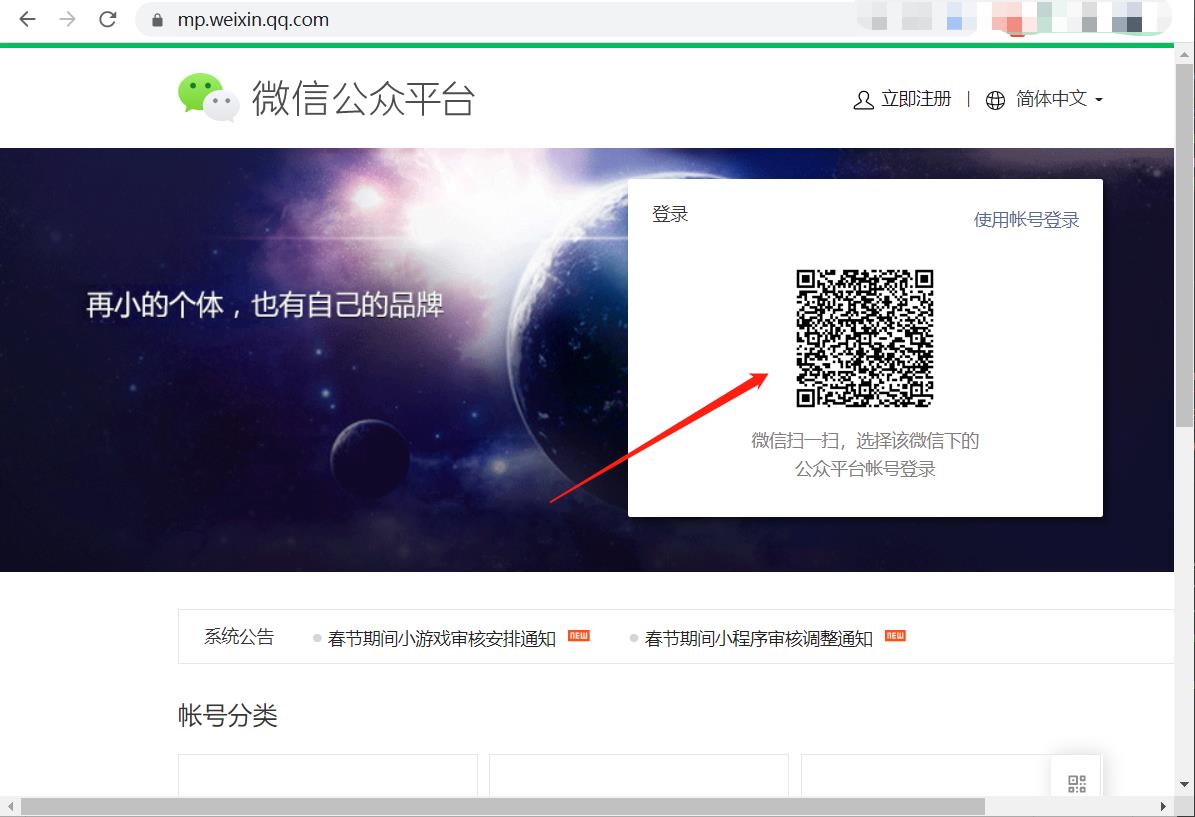 mp.weixin.qq.com
微信公众平台
立即注册 | 简体中文
登录
使用帐号登录
再小的个体，也有自己的品牌
微信扫一扫，选择该微信下的
公众平台帐号登录
系统公告 春节期间小游戏审核安排通知 NEW 春节期间小程序审核调整通知 NEW
帐号分类